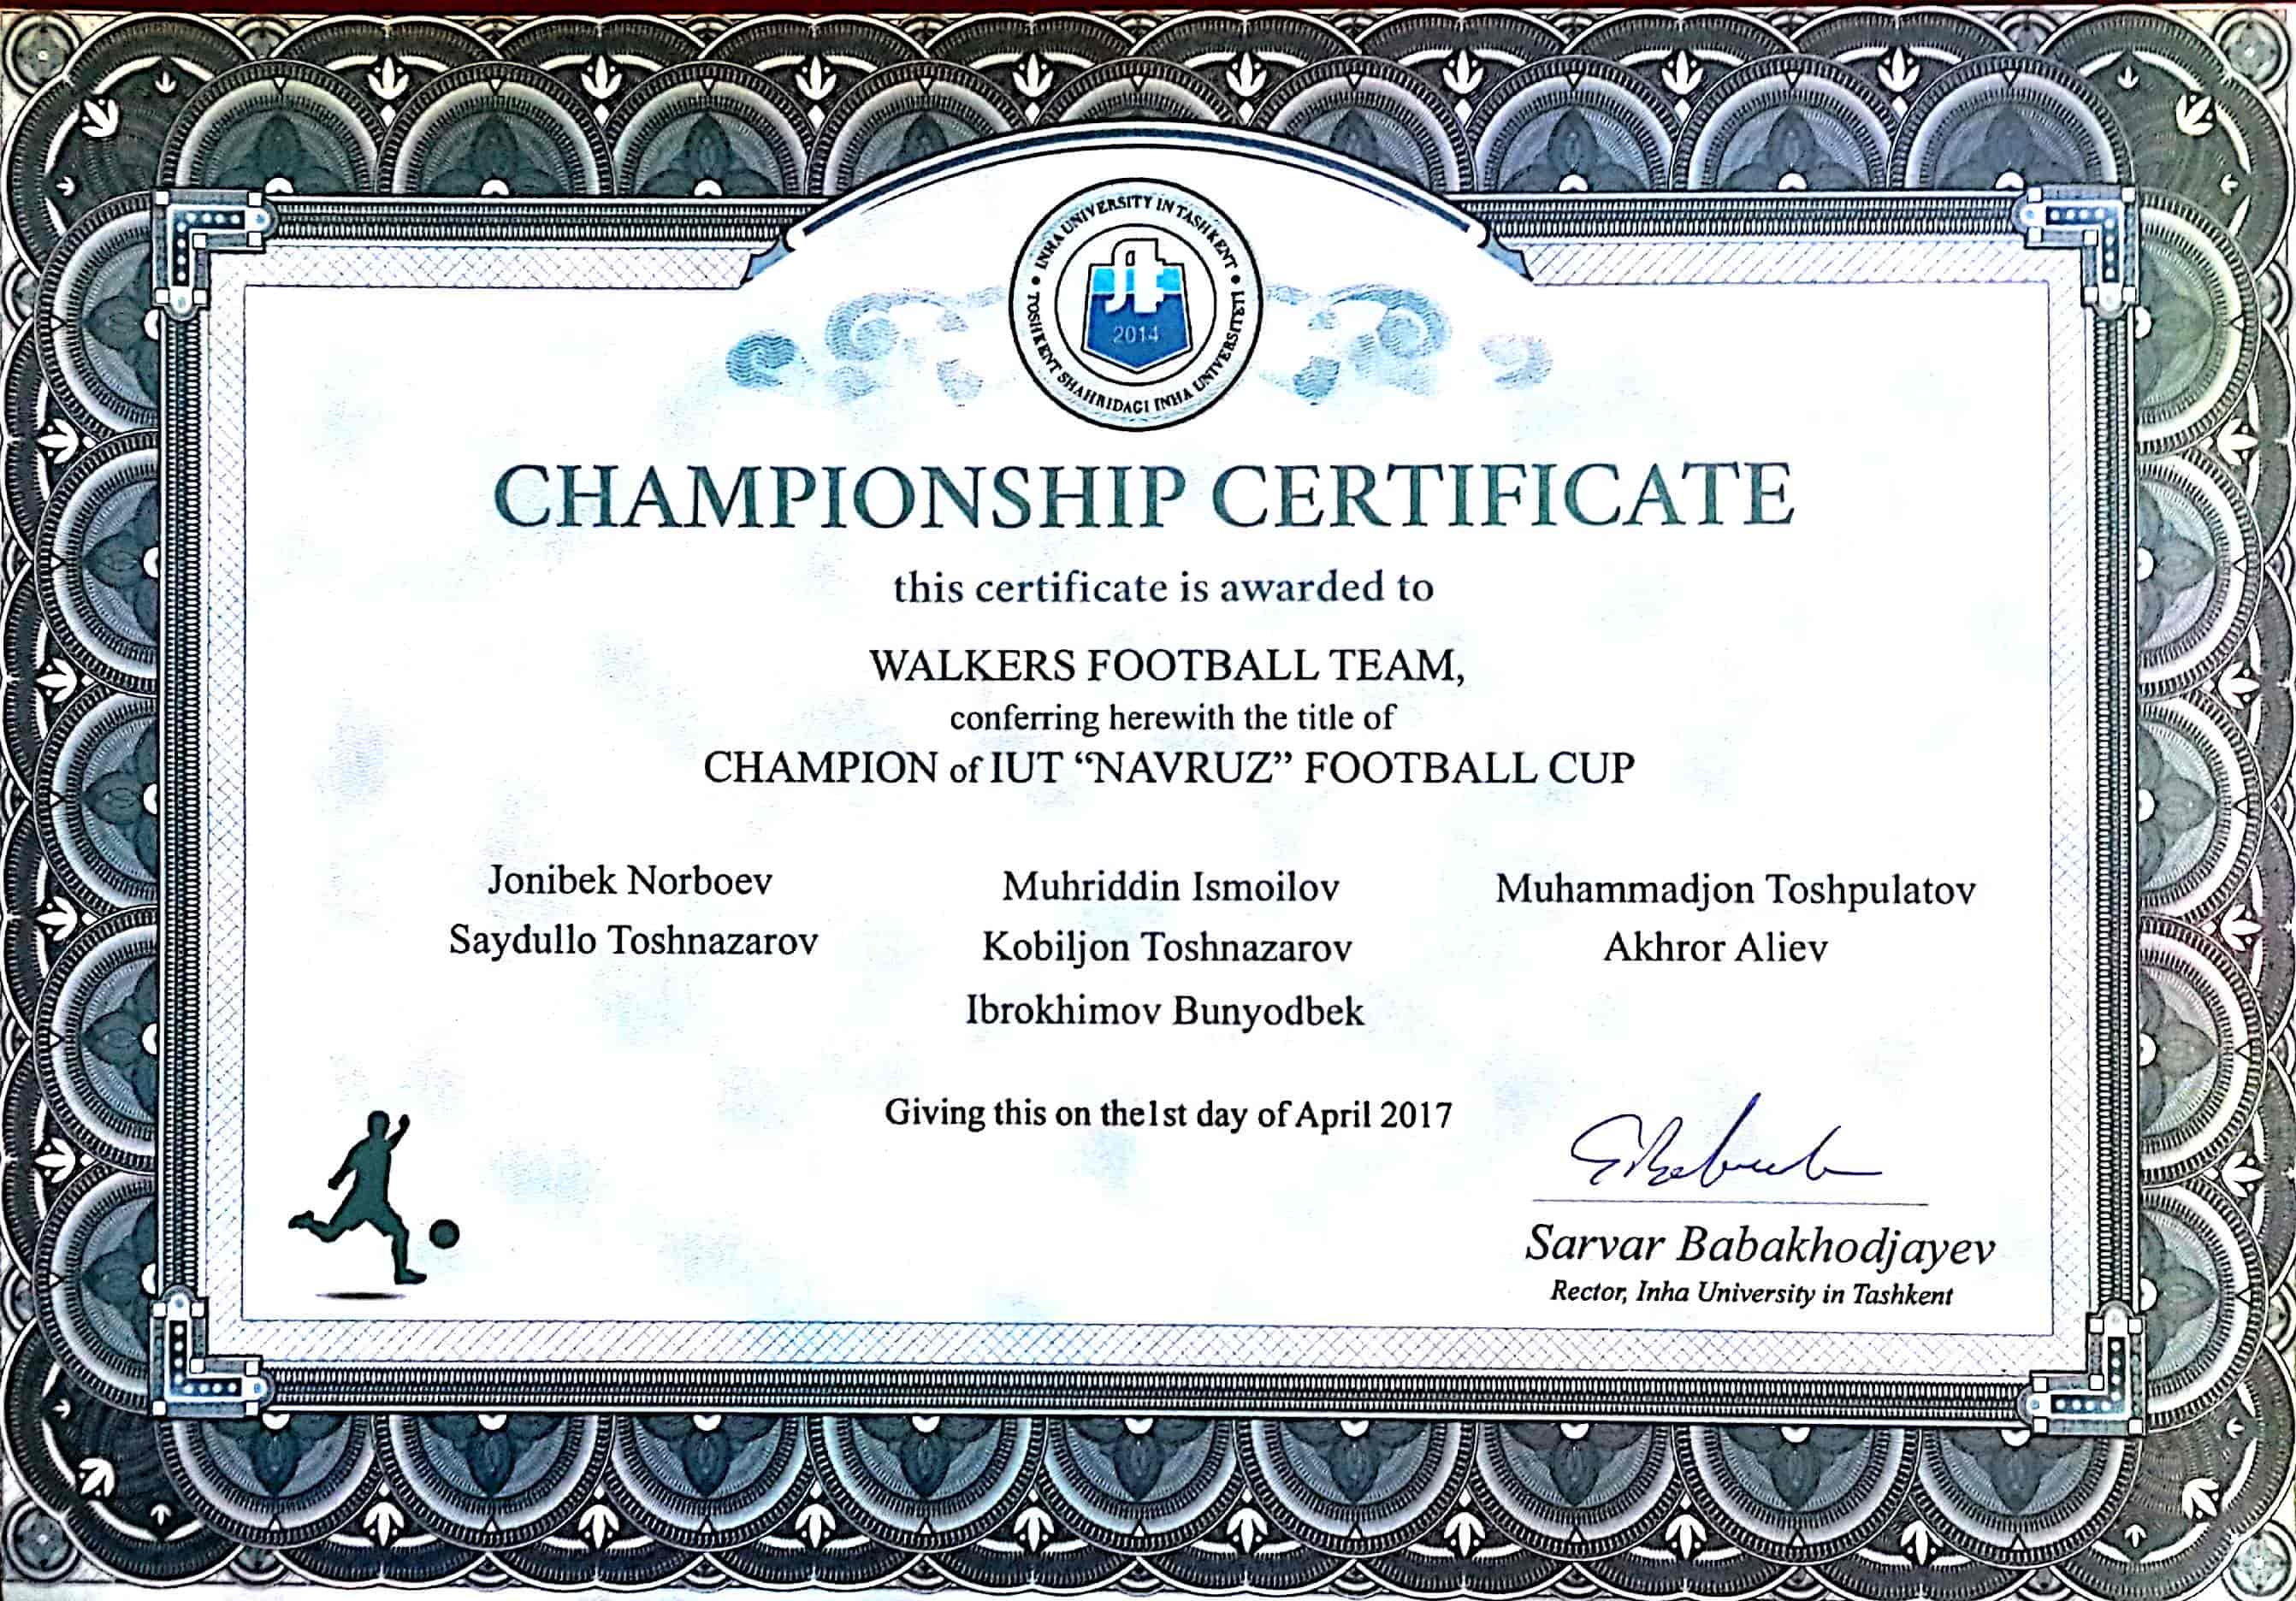 INHA UNIVERSITY IN TASHKENT
TOSHKENT SHAHRIDAGI INHA UNIVERSITETI
2014
CHAMPIONSHIP CERTIFICATE
this certificate is awarded to
WALKERS FOOTBALL TEAM,
conferring herewith the title of
CHAMPION of IUT “NAVRUZ” FOOTBALL CUP
Jonibek Norboev Muhriddin Ismoilov Muhammadjon Toshpulatov
Saydullo Toshnazarov Kobiljon Toshnazarov Akhror Aliev
Ibrokhimov Bunyodbek
Giving this on the1st day of April 2017
Sarvar Babakhodjayev
Rector, Inha University in Tashkent